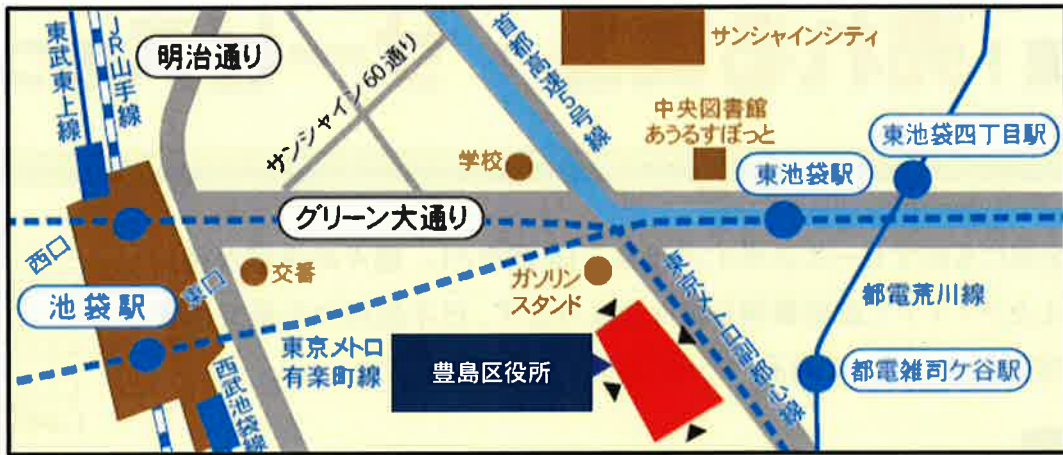 東武東上線
JR山手線
明治通り
サンシャイン60通り
首都高速5号線
サンシャインシティ
中央図書館
あうるすぽっと
学校
東池袋駅
東池袋四丁目駅
グリーン大通り
西口
東口
池袋駅
交番
ガソリン
スタンド
東京メトロ
有楽町線
豊島区役所
東京メトロ副都心線
都電荒川線
都電雑司ケ谷駅
西武池袋線